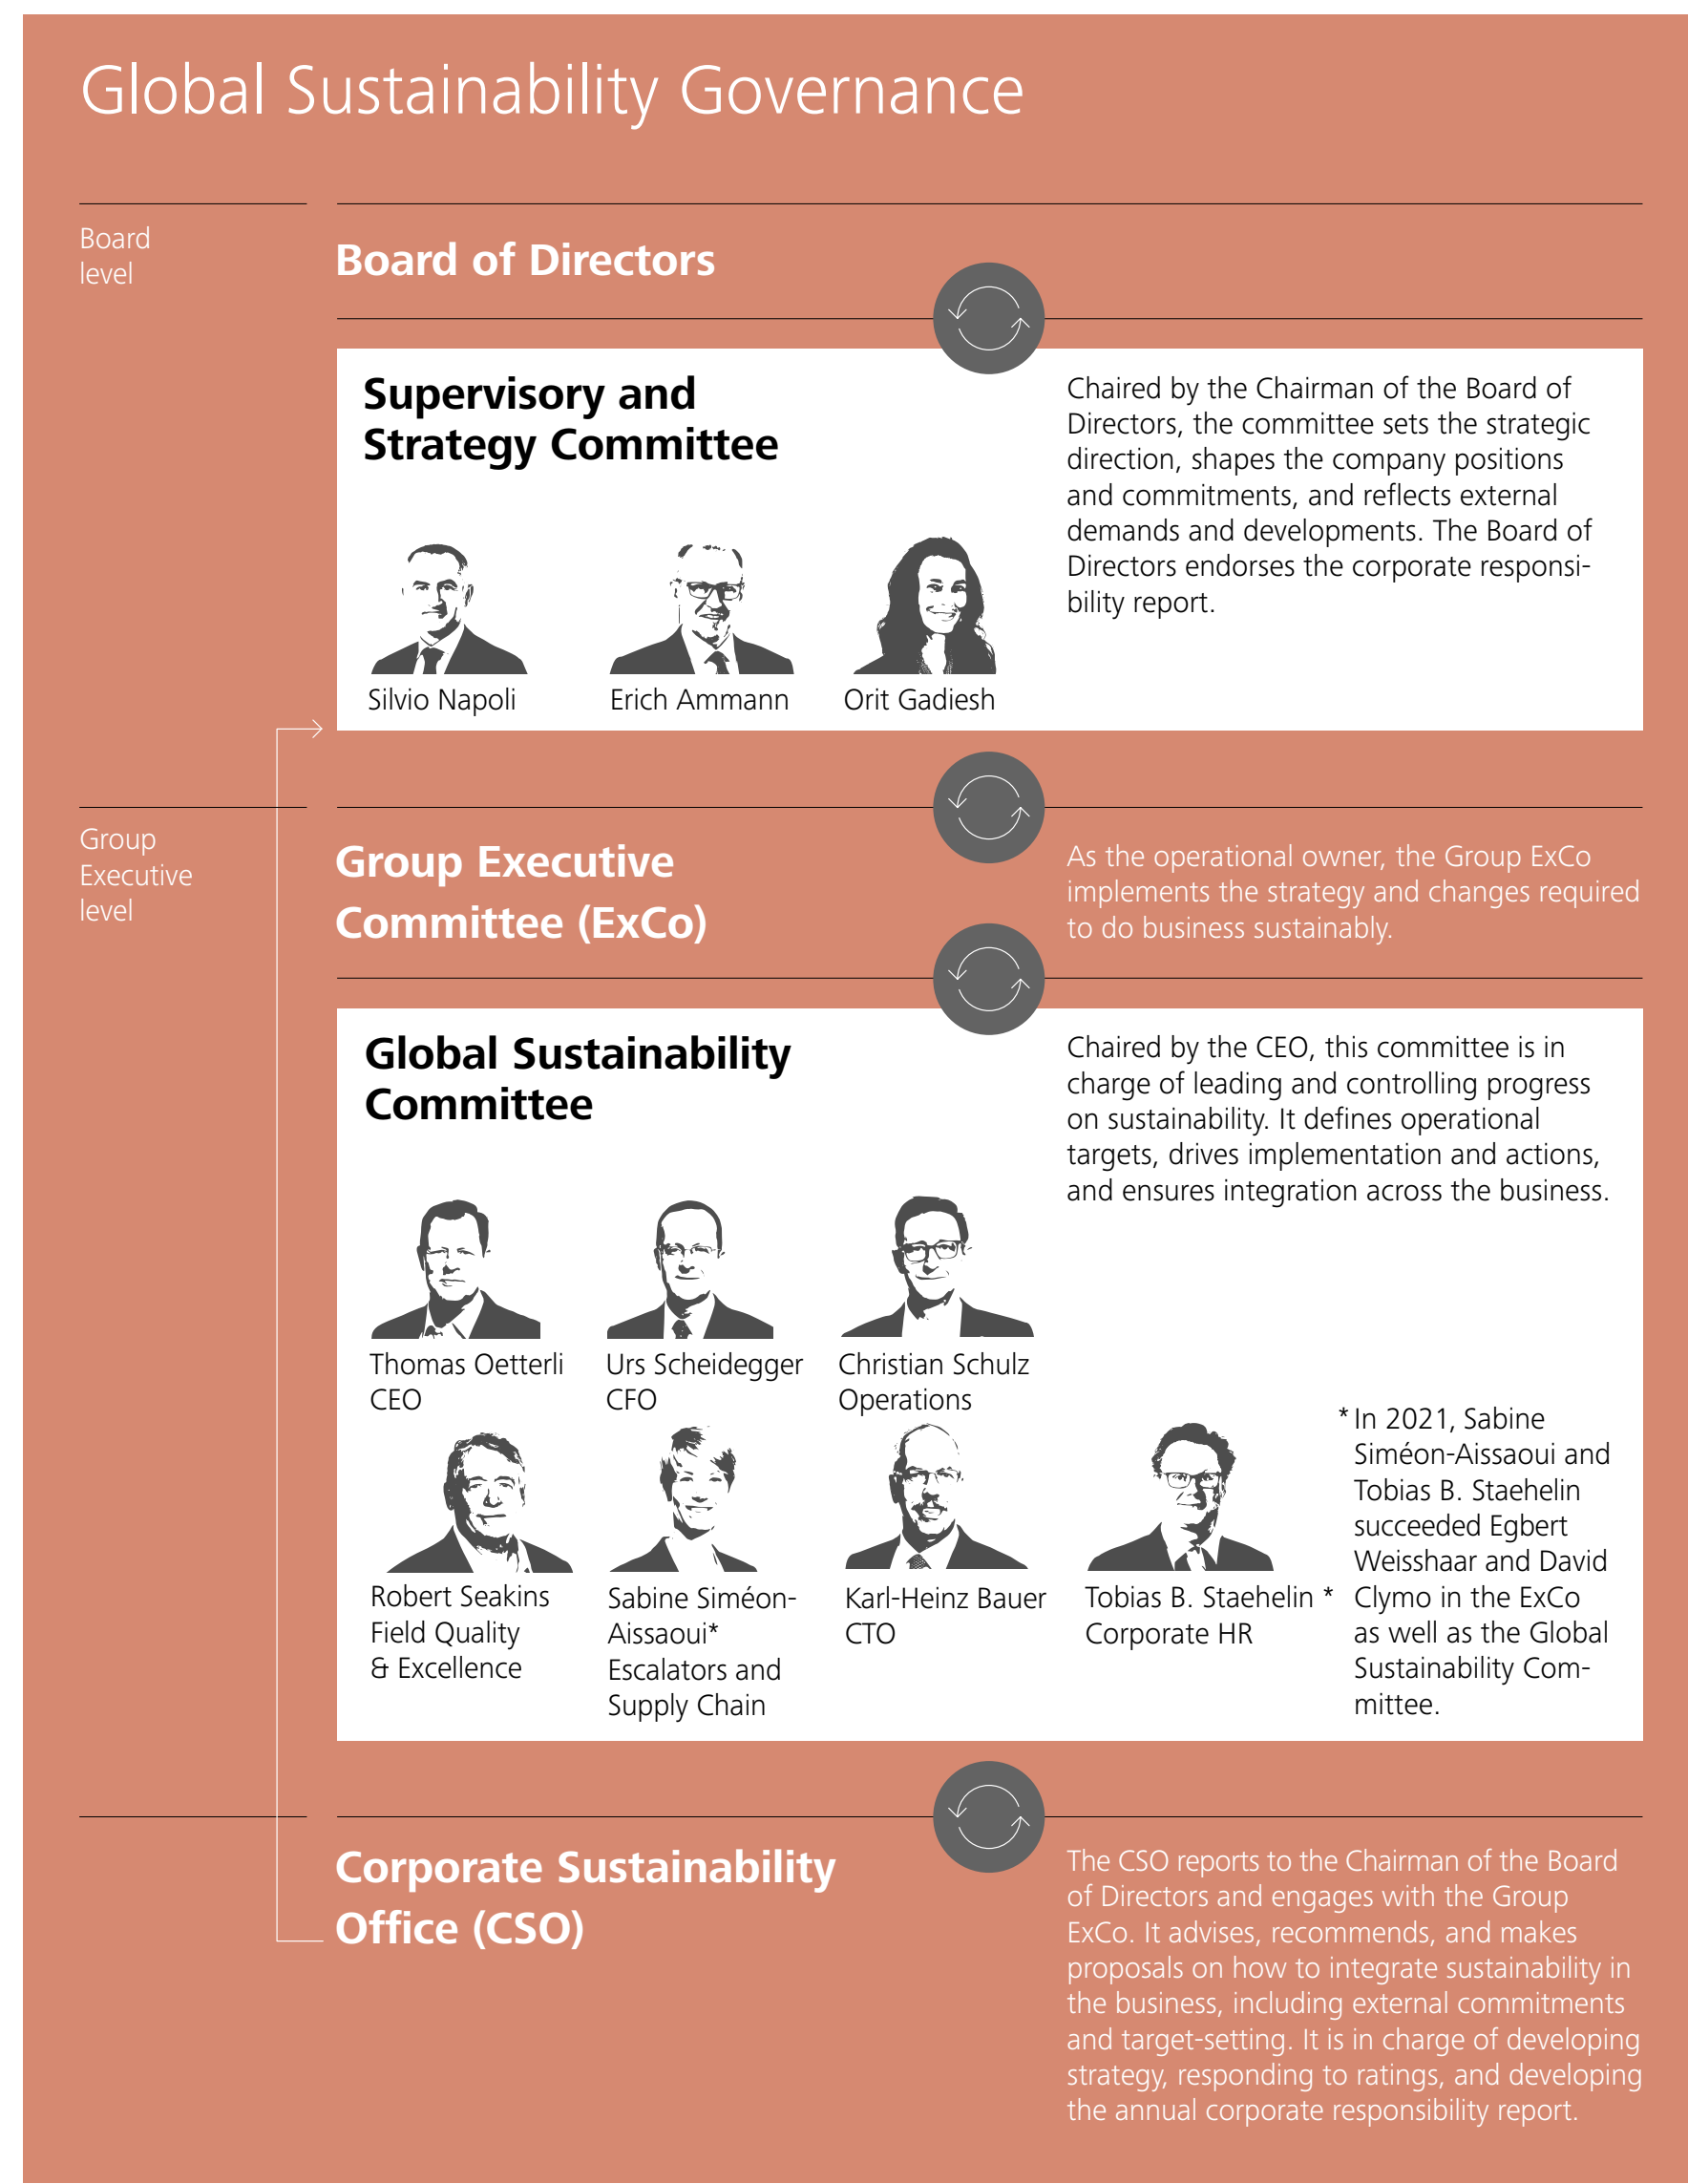 Global Sustainability Governance
Board
level
Board of Directors
Supervisory and
Strategy Committee
Chaired by the Chairman of the Board of
Directors, the committee sets the strategic
direction, shapes the company positions
and commitments, and reflects external
demands and developments. The Board of
Directors endorses the corporate responsi-
bility report.
Silvio Napoli
Erich Ammann
Orit Gadiesh
Group
Executive
level
Group Executive
Committee (ExCo)
As the operational owner, the Group ExCo
implements the strategy and changes required
to do business sustainably.
Global Sustainability
Committee
Chaired by the CEO, this committee is in
charge of leading and controlling progress
on sustainability. It defines operational
targets, drives implementation and actions,
and ensures integration across the business.
Thomas Oetterli
CEO
Urs Scheidegger
CFO
Christian Schulz
Operations
Robert Seakins
Field Quality
& Excellence
Sabine Siméon-
Aissaoui*
Escalators and
Supply Chain
Karl-Heinz Bauer
CTO
Tobias B. Staehelin *
Corporate HR
* In 2021, Sabine
Siméon-Aissaoui and
Tobias B. Staehelin
succeeded Egbert
Weisshaar and David
Clymo in the ExCo
as well as the Global
Sustainability Com-
mittee.
Corporate Sustainability
Office (CSO)
The CSO reports to the Chairman of the Board
of Directors and engages with the Group
ExCo. It advises, recommends, and makes
proposals on how to integrate sustainability in
the business, including external commitments
and target-setting. It is in charge of developing
strategy, responding to ratings, and developing
the annual corporate responsibility report.